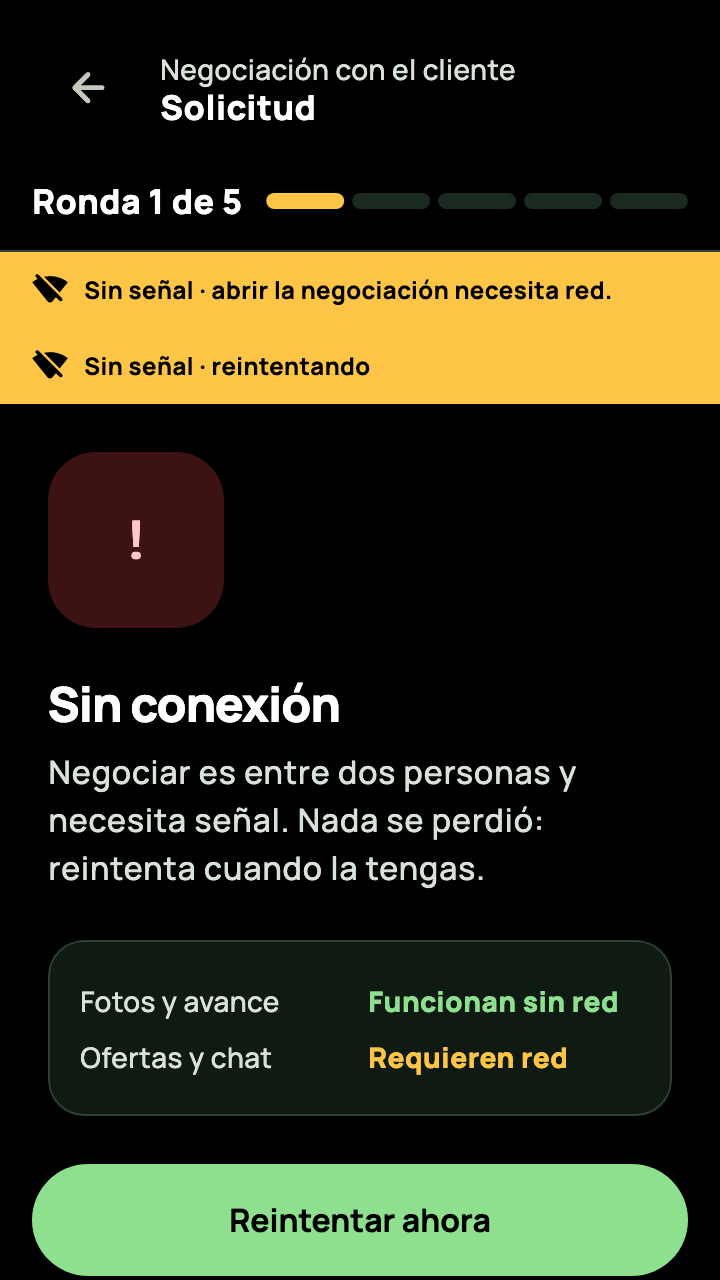 Negociación con el cliente
Solicitud
Ronda 1 de 5
Sin señal · abrir la negociación necesita red.
Sin señal · reintentando
!
Sin conexión
Negociar es entre dos personas y
necesita señal. Nada se perdió:
reintenta cuando la tengas.
Fotos y avance Funcionan sin red
Ofertas y chat Requieren red
Reintentar ahora